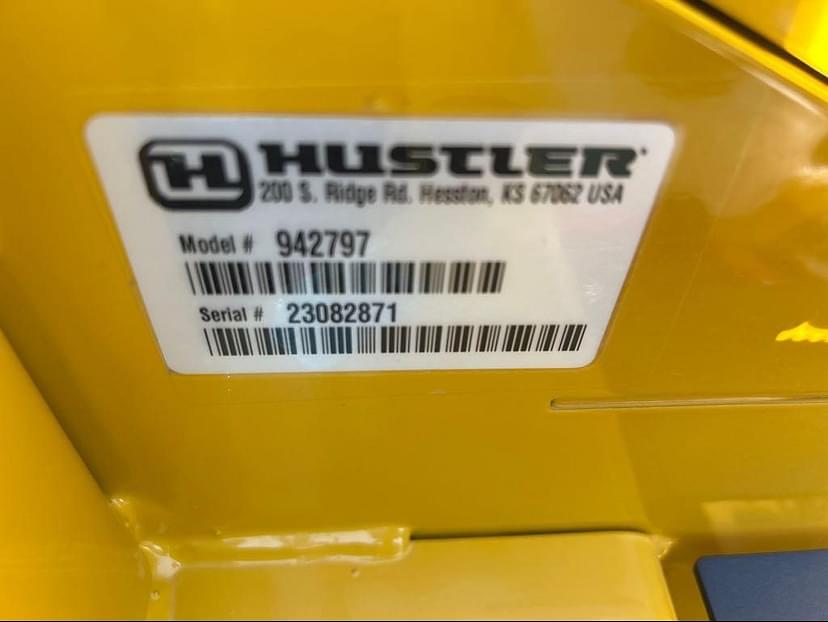 H HUSTLER
200 S. Ridge Rd. Hesston, KS 67062 USA
Model # 942797
Serial # 23082871